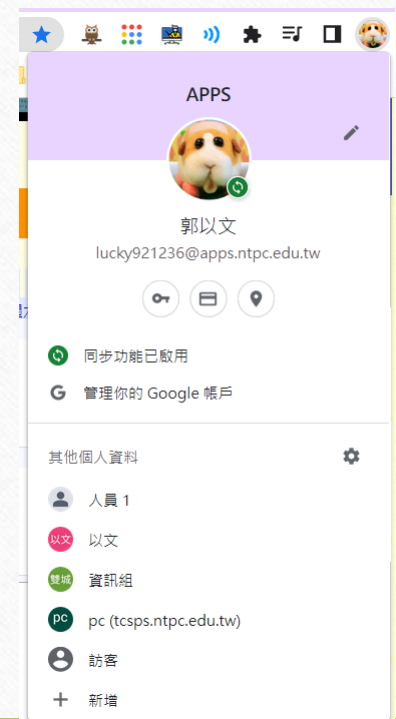 APPS
郭以文
lucky921236@apps.ntpc.edu.tw
同步功能已啟用
G 管理你的 Google 帳戶
其他個人資料
人員 1
以文 以文
雙城 資訊組
pc pc (tcsps.ntpc.edu.tw)
訪客
新增